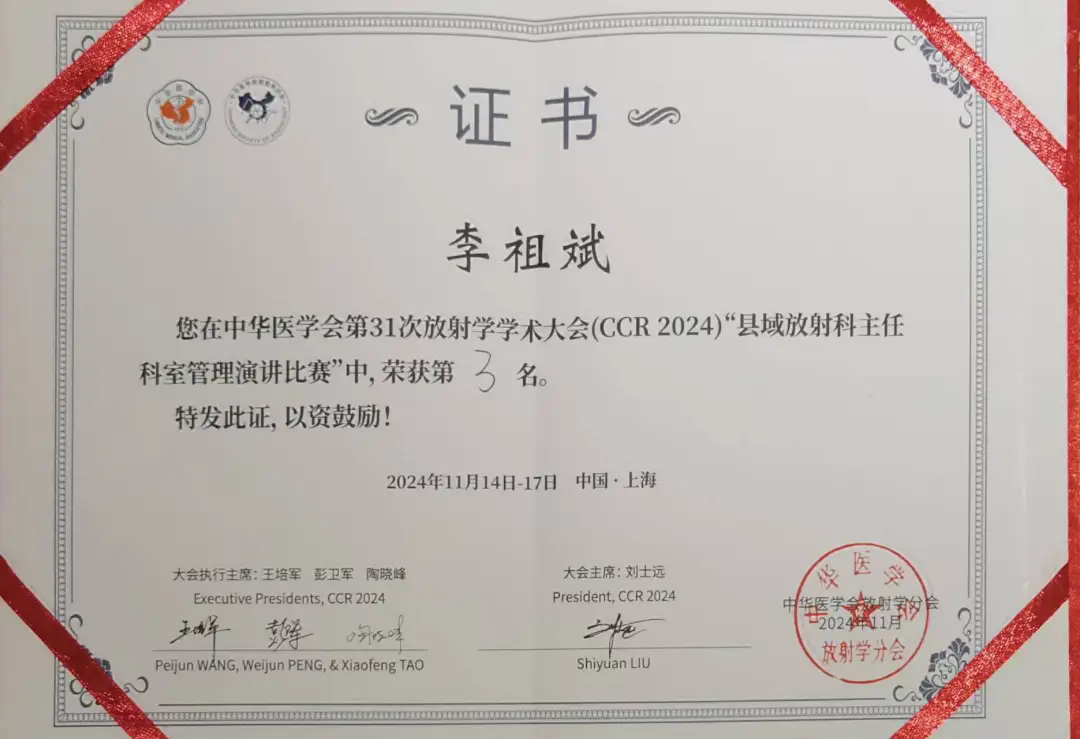 证书
李祖斌
您在中华医学会第31次放射学学术大会(CCR 2024)“县域放射科主任
科室管理演讲比赛”中, 荣获第 3 名。
特发此证, 以资鼓励!
2024年11月14日-17日 中国·上海
大会执行主席: 王培军 彭卫军 陶晓峰
Executive Presidents, CCR 2024
Peijun WANG, Weijun PENG, & Xiaofeng TAO
大会主席: 刘士远
President, CCR 2024
Shiyuan LIU
中华医学会
中华医学会放射学分会
2024年11月
放射学分会